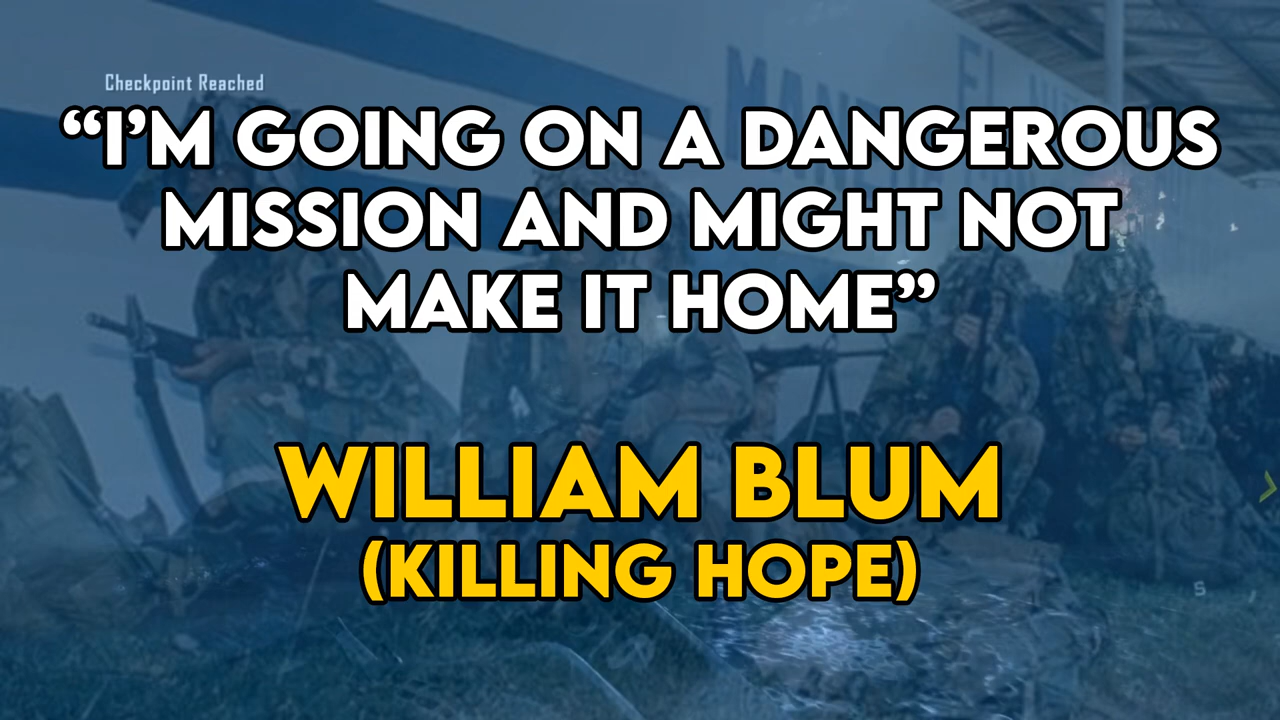 Checkpoint Reached
“I’M GOING ON A DANGEROUS
MISSION AND MIGHT NOT
MAKE IT HOME”
WILLIAM BLUM
(KILLING HOPE)